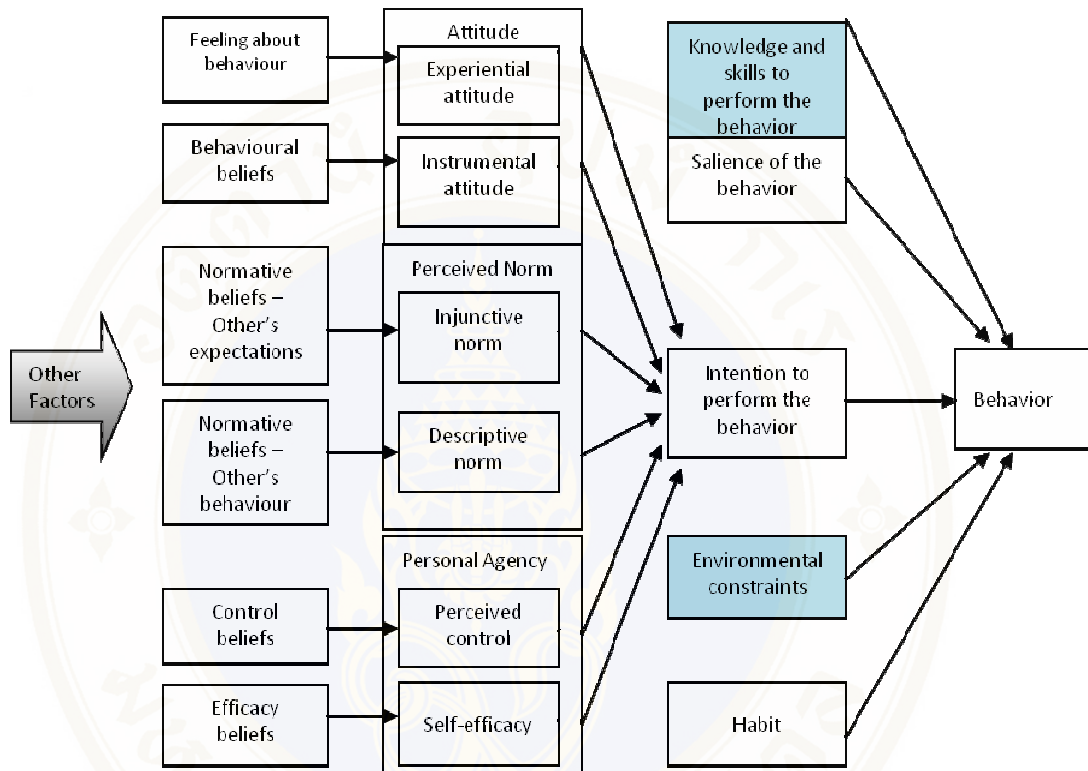 Other
Factors
Feeling about
behaviour
Behavioural
beliefs
Normative
beliefs –
Other's
expectations
Normative
beliefs –
Other's
behaviour
Control
beliefs
Efficacy
beliefs
Attitude
Experiential
attitude
Instrumental
attitude
Perceived Norm
Injunctive
norm
Descriptive
norm
Personal Agency
Perceived
control
Self-efficacy
Knowledge and
skills to
perform the
behavior
Salience of the
behavior
Intention to
perform the
behavior
Environmental
constraints
Habit
Behavior